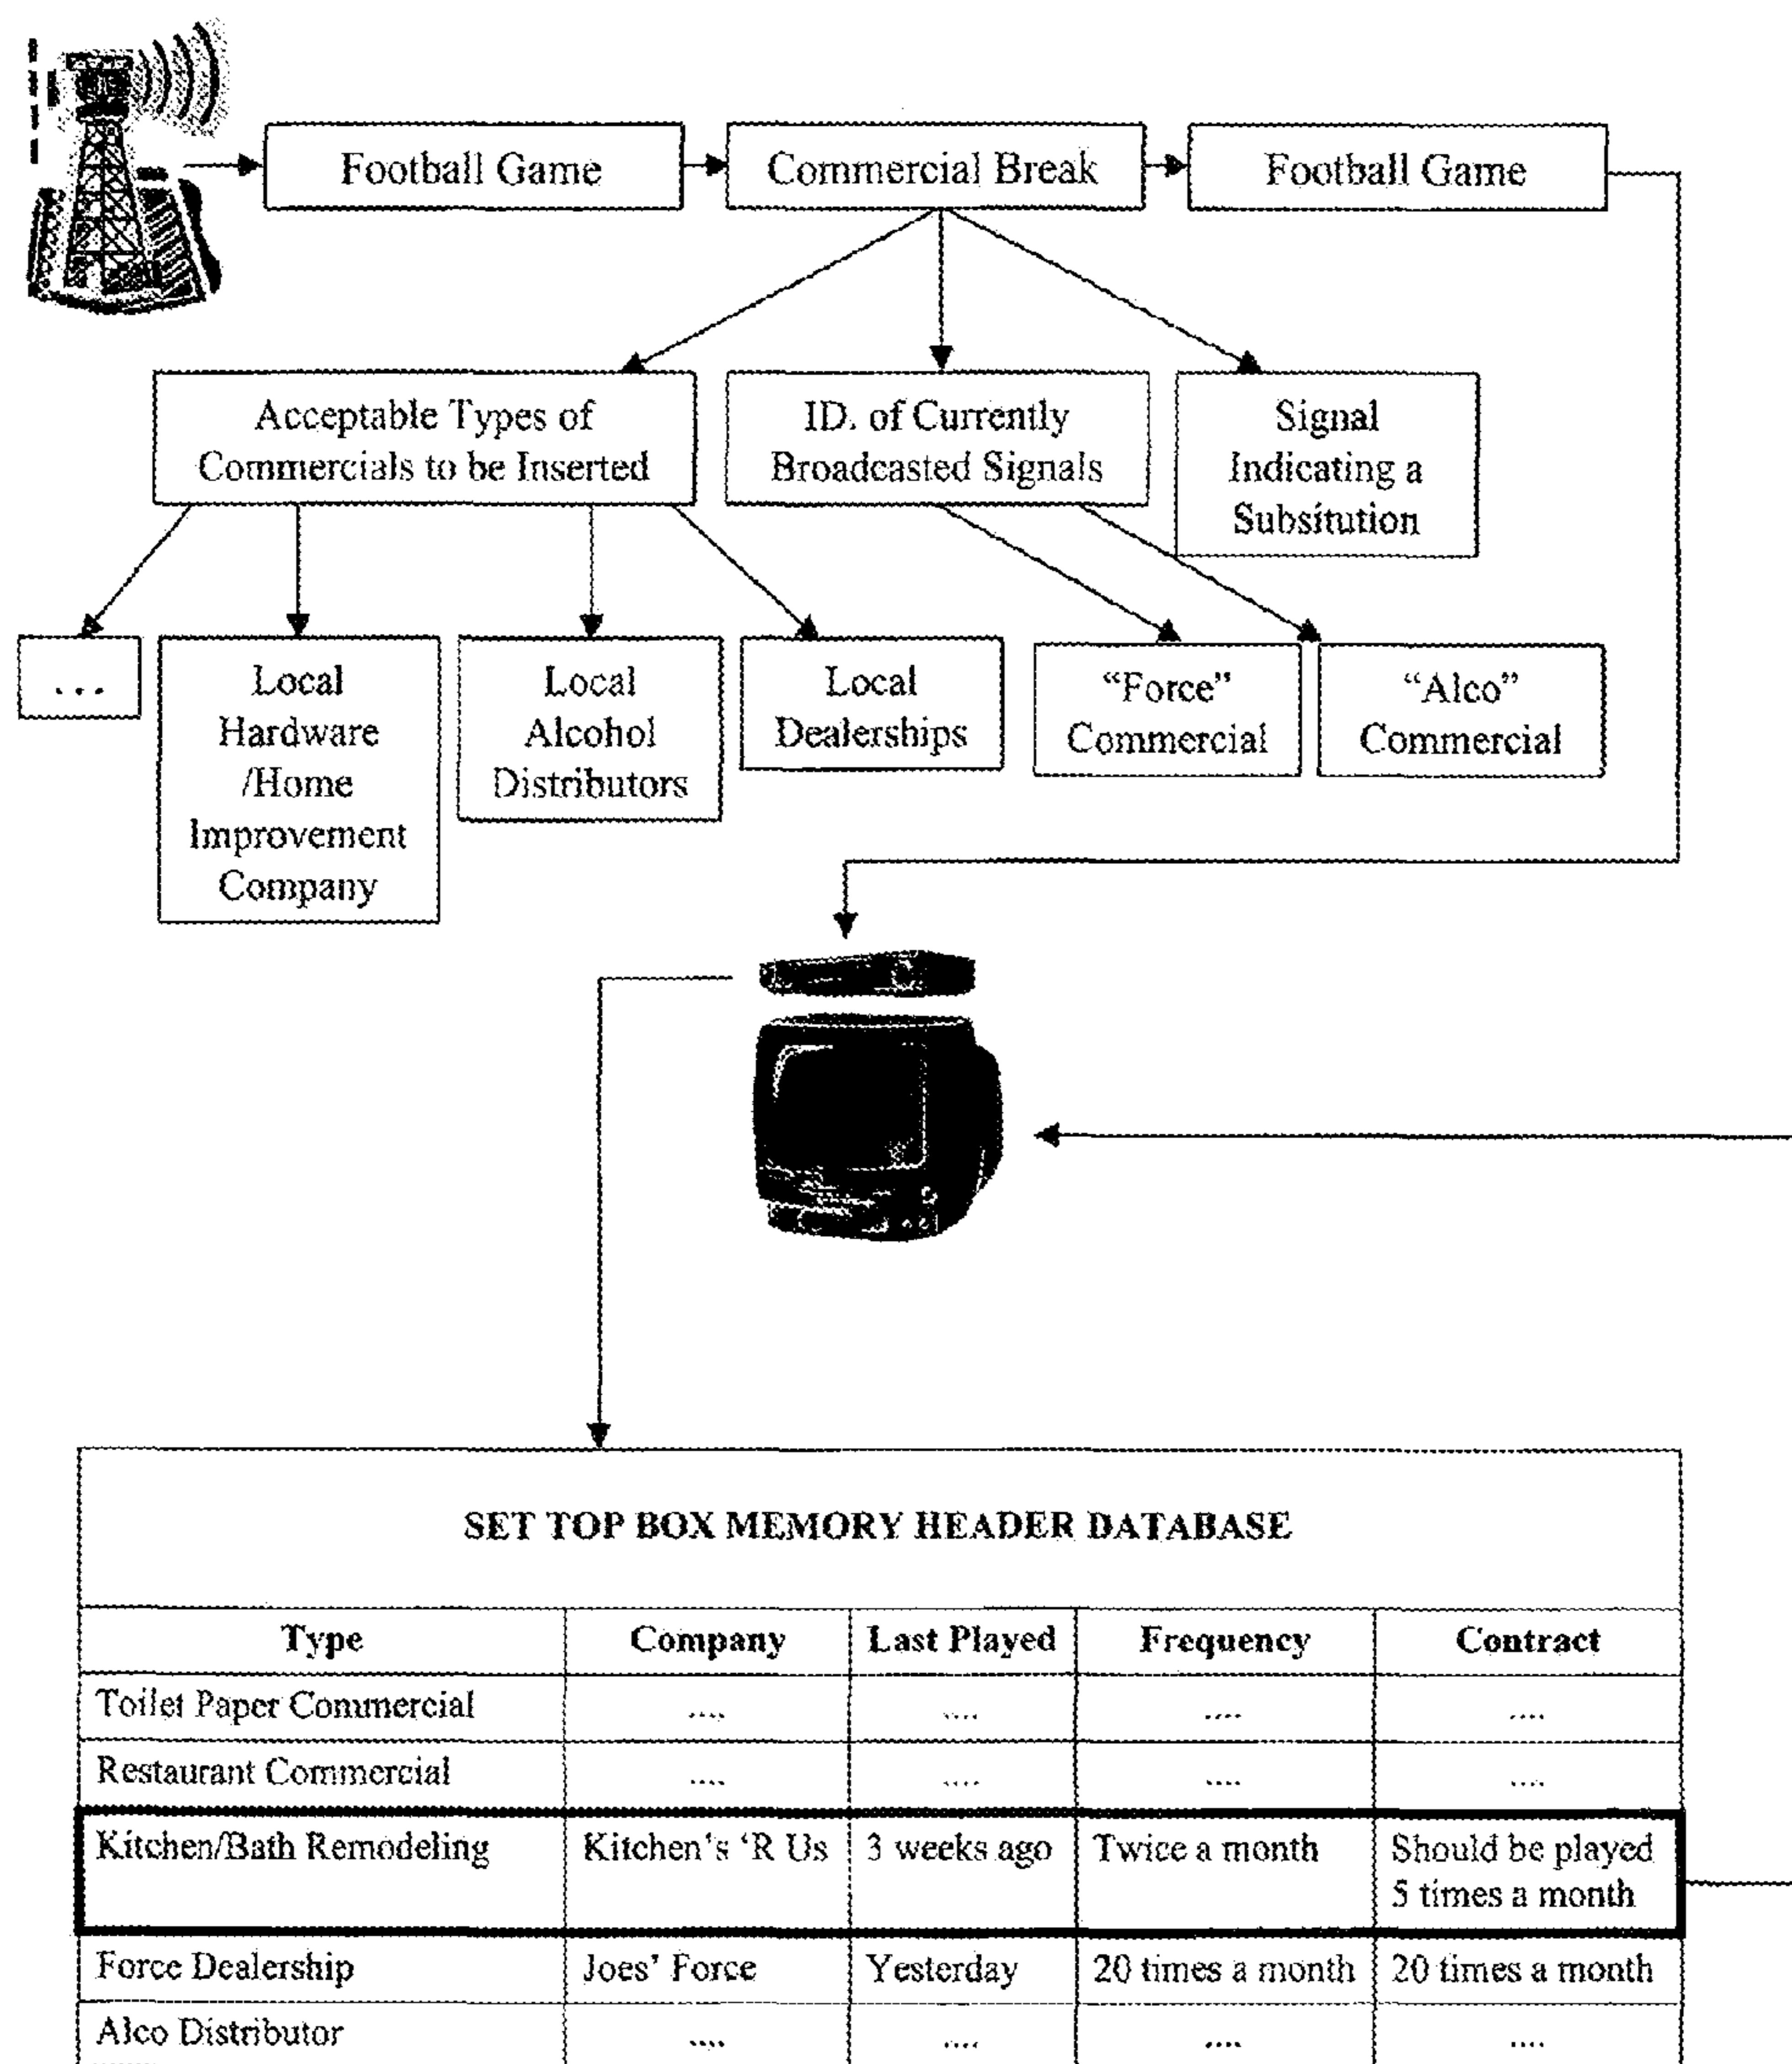 Football Game
Commercial Break
Football Game
Acceptable Types of
Commercials to be Inserted
ID. of Currently
Broadcasted Signals
Signal
Indicating a
Subsitution
...
Local
Hardware
/Home
Improvement
Company
Local
Alcohol
Distributors
Local
Dealerships
“Force”
Commercial
“Alco”
Commercial
SET TOP BOX MEMORY HEADER DATABASE
Type Company Last Played Frequency Contract
Toilet Paper Commercial .... .... .... ....
Restaurant Commercial .... .... .... ....
Kitchen/Bath Remodeling Kitchen's ‘R Us 3 weeks ago Twice a month Should be played
5 times a month
Force Dealership Joes’ Force Yesterday 20 times a month 20 times a month
Alco Distributor .... .... .... ....